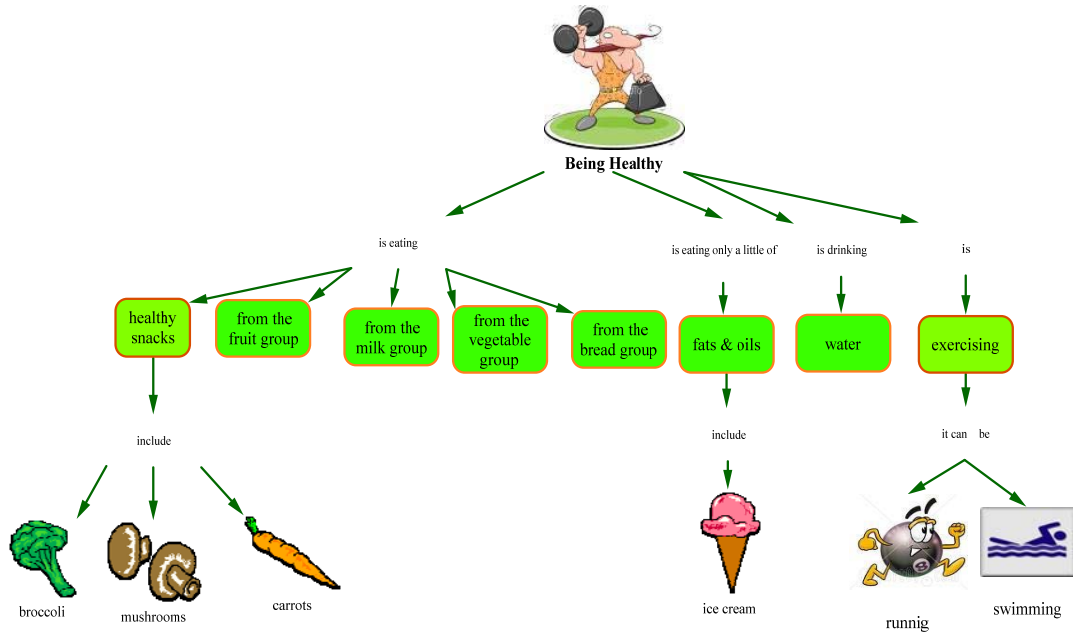 Being Healthy
is eating
is eating only a little of
is drinking
is
healthy
snacks
from the
fruit group
from the
milk group
from the
vegetable
group
from the
bread group
fats & oils
water
exercising
include
include
it can be
broccoli
mushrooms
carrots
ice cream
runnig
swimming
8